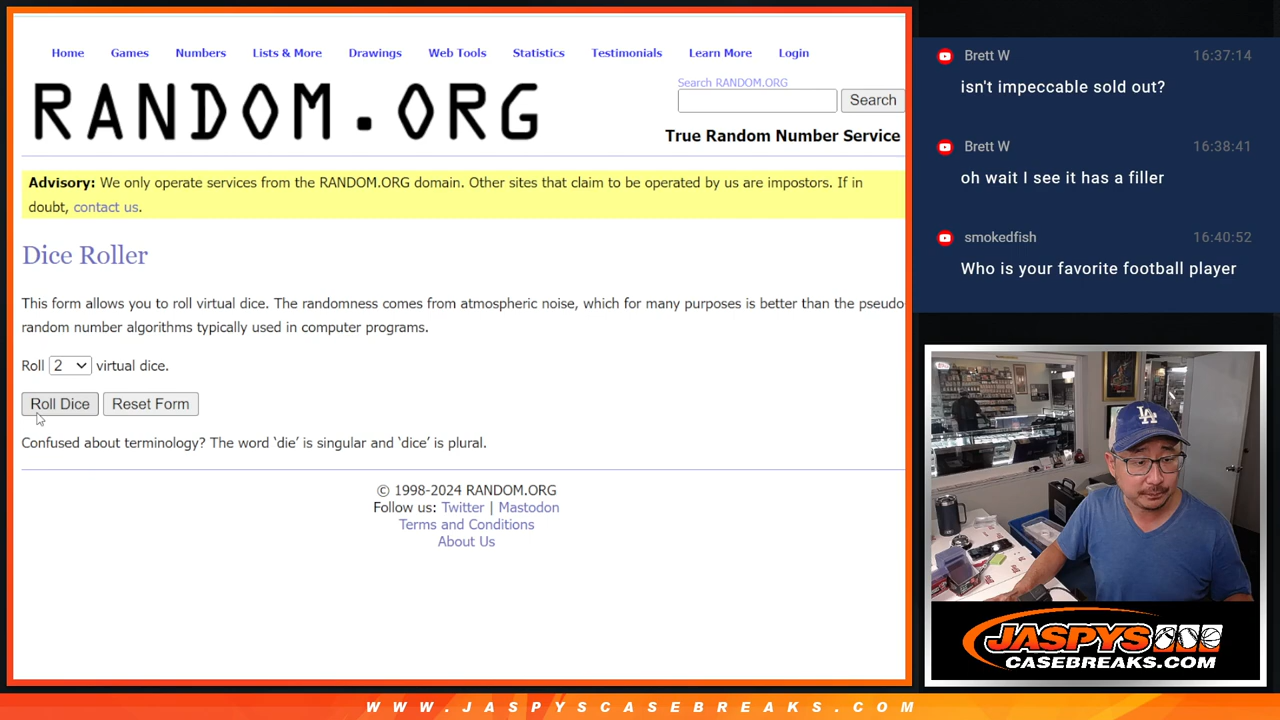 Home Games Numbers Lists & More Drawings Web Tools Statistics Testimonials Learn More Login
RANDOM.ORG
Search RANDOM.ORG
Search
True Random Number Service
Advisory: We only operate services from the RANDOM.ORG domain. Other sites that claim to be operated by us are impostors. If in
doubt, contact us.
Dice Roller
This form allows you to roll virtual dice. The randomness comes from atmospheric noise, which for many purposes is better than the pseudo-
random number algorithms typically used in computer programs.
Roll 2 virtual dice.
Roll Dice Reset Form
Confused about terminology? The word ‘die’ is singular and ‘dice’ is plural.
© 1998-2024 RANDOM.ORG
Follow us: Twitter | Mastodon
Terms and Conditions
About Us
Brett W 16:37:14
isn't impeccable sold out?
Brett W 16:38:41
oh wait I see it has a filler
smokedfish 16:40:52
Who is your favorite football player
LA
JASPYS
CASEBREAKS.COM
WWW.JASPYSCASEBREAKS.COM